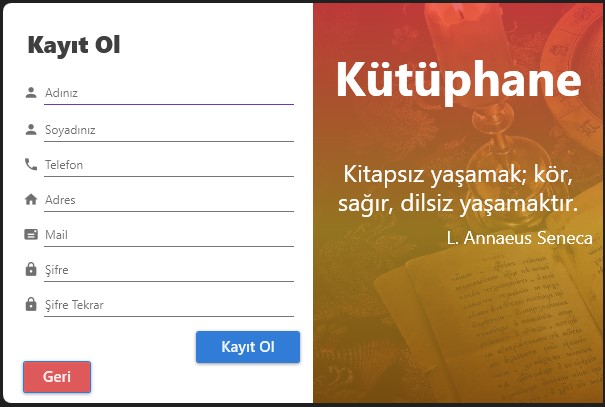 Kayıt Ol
Adınız
Soyadınız
Telefon
Adres
Mail
Şifre
Şifre Tekrar
Kayıt Ol
Geri
Kütüphane
Kitapsız yaşamak; kör,
sağır, dilsiz yaşamaktır.
L. Annaeus Seneca